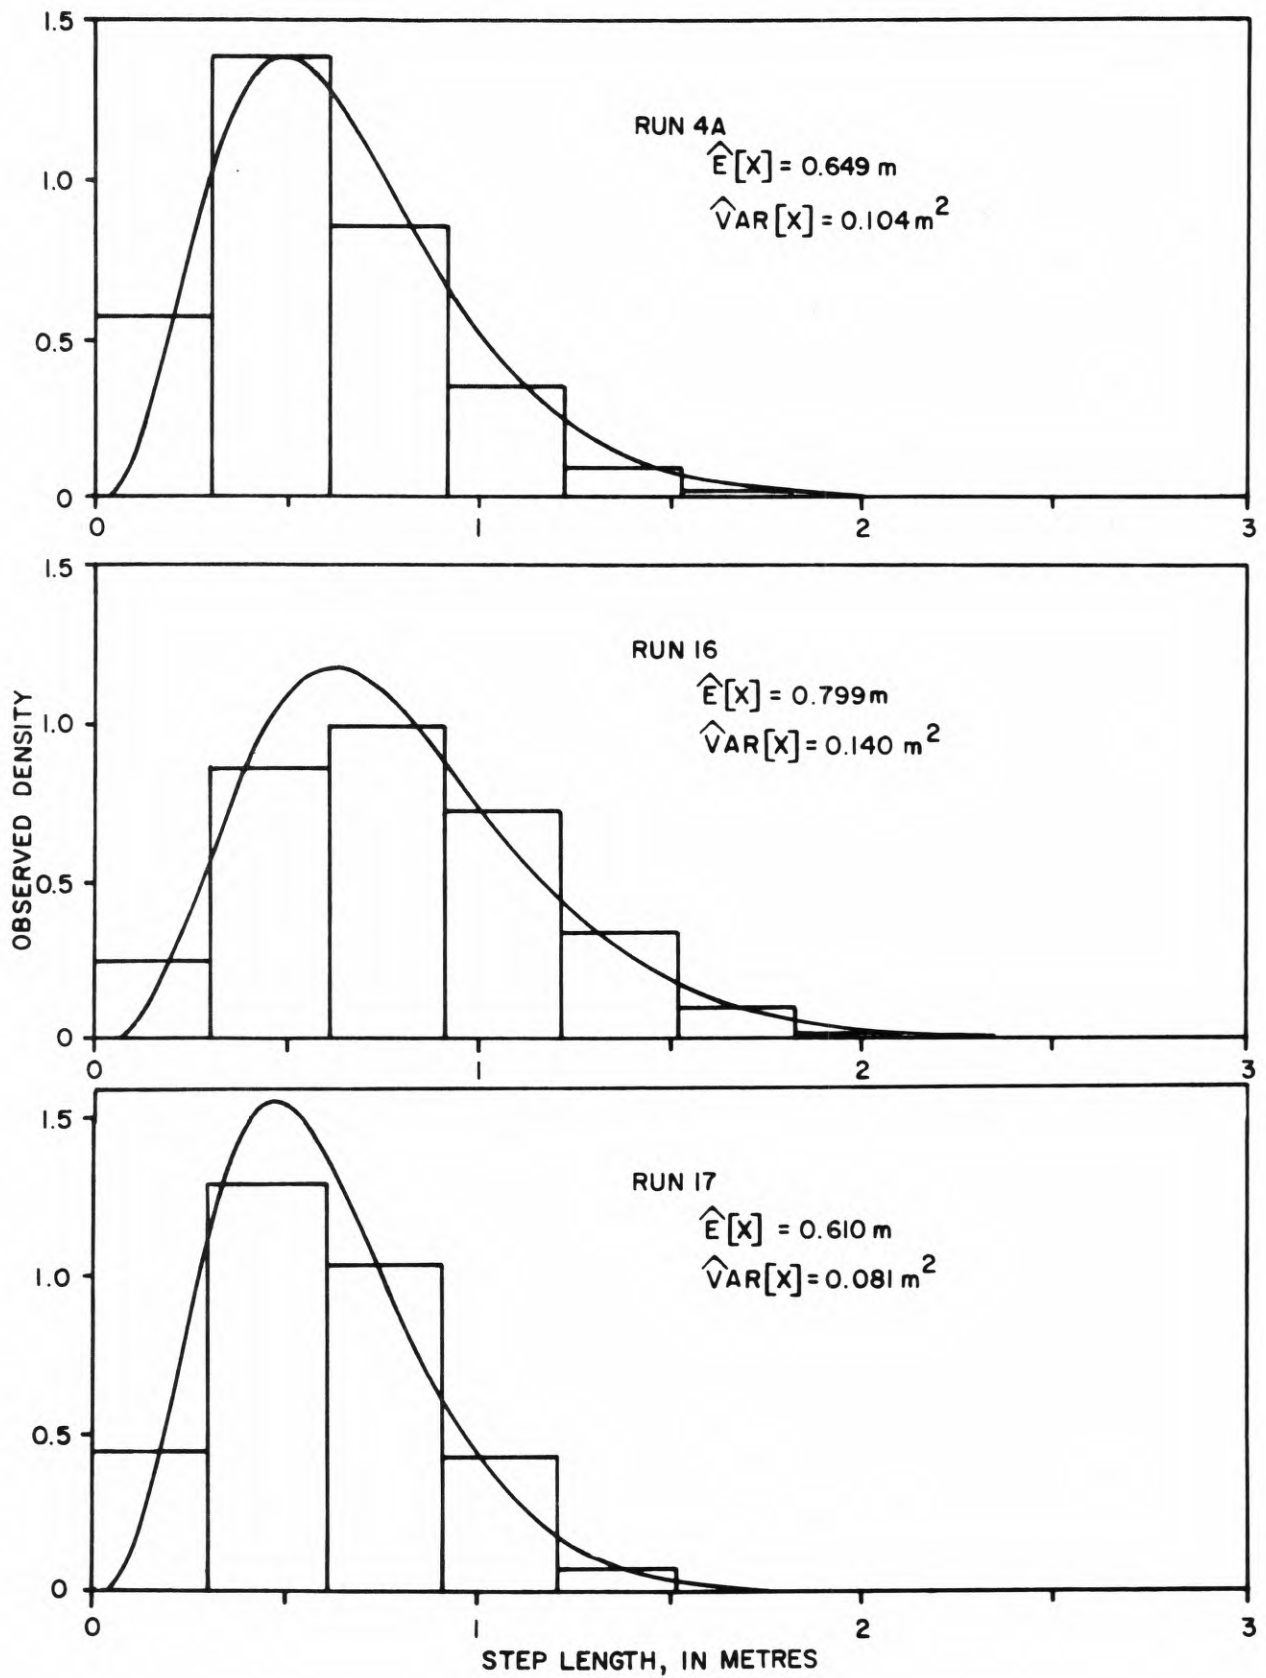 1.5
RUN 4A
Ê[X] = 0.649 m
V̂AR[X] = 0.104 m²
1.0
0.5
0
0 1 2 3
1.5
RUN 16
Ê[X] = 0.799 m
V̂AR[X] = 0.140 m²
1.0
0.5
0
0 1 2 3
OBSERVED DENSITY
1.5
RUN 17
Ê[X] = 0.610 m
V̂AR[X] = 0.081 m²
1.0
0.5
0
0 1 2 3
STEP LENGTH, IN METRES